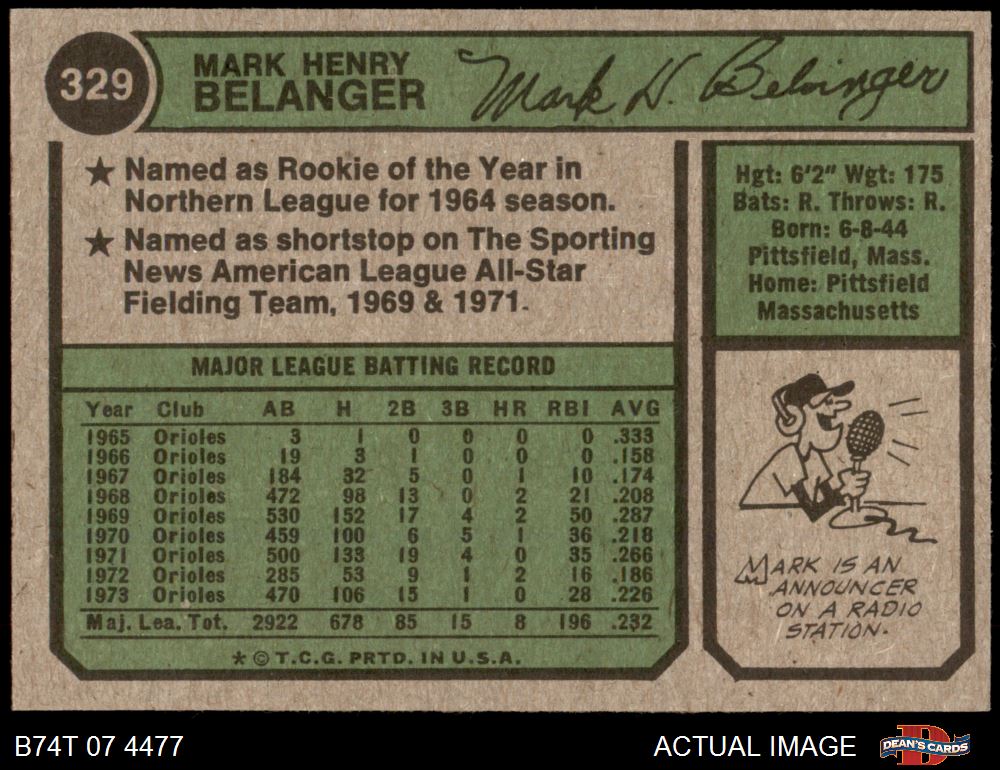 329
MARK HENRY
BELANGER
Mark H. Belanger
★ Named as Rookie of the Year in
Northern League for 1964 season.
★ Named as shortstop on The Sporting
News American League All-Star
Fielding Team, 1969 & 1971.
Hgt: 6'2" Wgt: 175
Bats: R. Throws: R.
Born: 6-8-44
Pittsfield, Mass.
Home: Pittsfield
Massachusetts
MAJOR LEAGUE BATTING RECORD
Year Club AB H 2B 3B HR RBI AVG
1965 Orioles 3 1 0 0 0 0 .333
1966 Orioles 19 3 1 0 0 0 .158
1967 Orioles 184 32 5 0 1 10 .174
1968 Orioles 472 98 13 0 2 21 .208
1969 Orioles 530 152 17 4 2 50 .287
1970 Orioles 459 100 6 5 1 36 .218
1971 Orioles 500 133 19 4 0 35 .266
1972 Orioles 285 53 9 1 2 16 .186
1973 Orioles 470 106 15 1 0 28 .226
Maj. Lea. Tot. 2922 678 85 15 8 196 .232
* © T.C.G. PRTD. IN U.S.A.
MARK IS AN
ANNOUNCER
ON A RADIO
STATION.
B74T 07 4477
ACTUAL IMAGE
D
DEAN'S CARDS